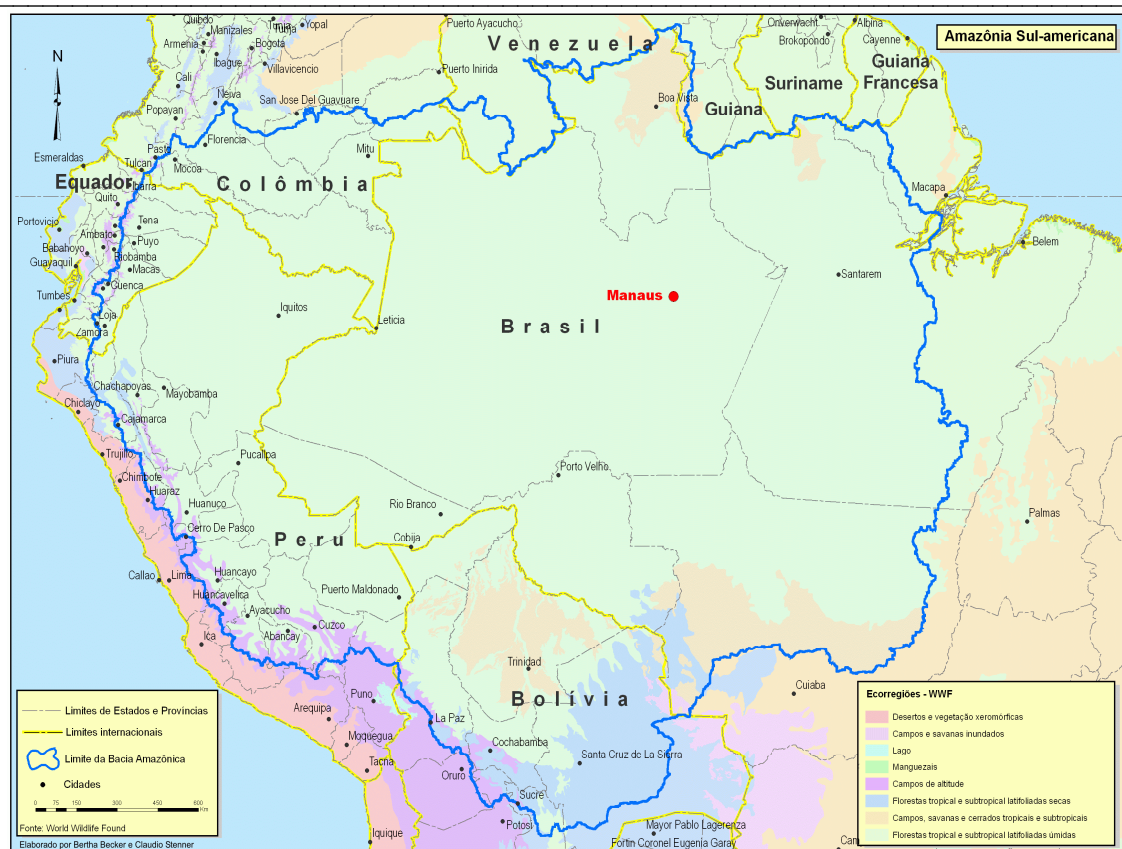 Amazônia Sul-americana
N
Quibdo
Tunja
Yopal
Puerto Ayacucho
Onverwacht
Albina
Manizales
Armenia
Bogota
Venezuela
Brokopondo
Cayenne
Ibague
Villavicencio
Puerto Inirida
Guiana
Francesa
Cali
Suriname
Neiva
San Jose Del Guavuare
Boa Vista
Guiana
Popayan
Florencia
Pasto
Mitu
Esmeraldas
Tulcan
Mocoa
Equador
Ibarra
Colômbia
Macapa
Quito
Portoviejo
Tena
Ambato
Puyo
Belem
Babahoyo
Riobamba
Guayaquil
Macas
Santarem
Cuenca
Manaus
Tumbes
Iquitos
Loja
Leticia
Brasil
Zamora
Piura
Chachapoyas
Mayobamba
Chiclayo
Cajamarca
Trujillo
Pucallpa
Porto Velho
Chimbote
Huaraz
Huanuco
Rio Branco
Palmas
Cerro De Pasco
Peru
Cobija
Callao
Lima
Huancayo
Huancavelica
Puerto Maldonado
Ayacucho
Cuzco
Abancay
Ica
Trinidad
Puno
Bolívia
Cuiaba
Arequipa
La Paz
Moquegua
Cochabamba
Santa Cruz de La Sierra
Tacna
Oruro
Sucre
Potosi
Iquique
Mayor Pablo Lagerenza
Fortin Coronel Eugenia Garay
Limites de Estados e Províncias
Limites internacionais
Limite da Bacia Amazônica
Cidades
0 75 150 300 450 600
Km
Fonte: World Wildlife Found
Elaborado por Bertha Becker e Claudio Stenner
Ecorregiões - WWF
Desertos e vegetação xeromórficas
Campos e savanas inundados
Lago
Manguezais
Campos de altitude
Florestas tropical e subtropical latifoliadas secas
Campos, savanas e cerrados tropicais e subtropicais
Florestas tropical e subtropical latifoliadas úmidas